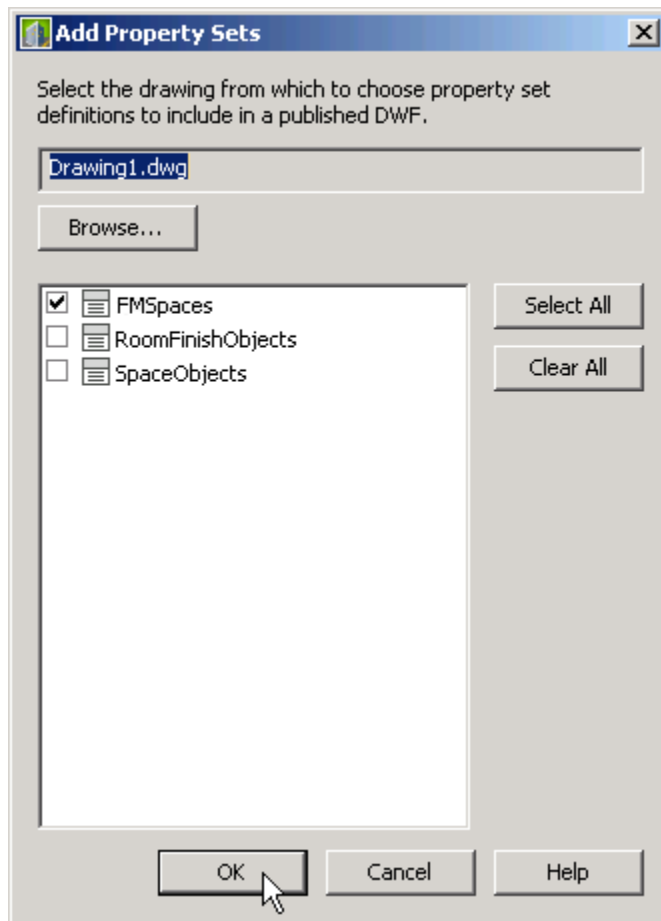 Add Property Sets
Select the drawing from which to choose property set
definitions to include in a published DWF.
Drawing1.dwg
Browse...
FMSpaces
RoomFinishObjects
SpaceObjects
Select All
Clear All
OK
Cancel
Help